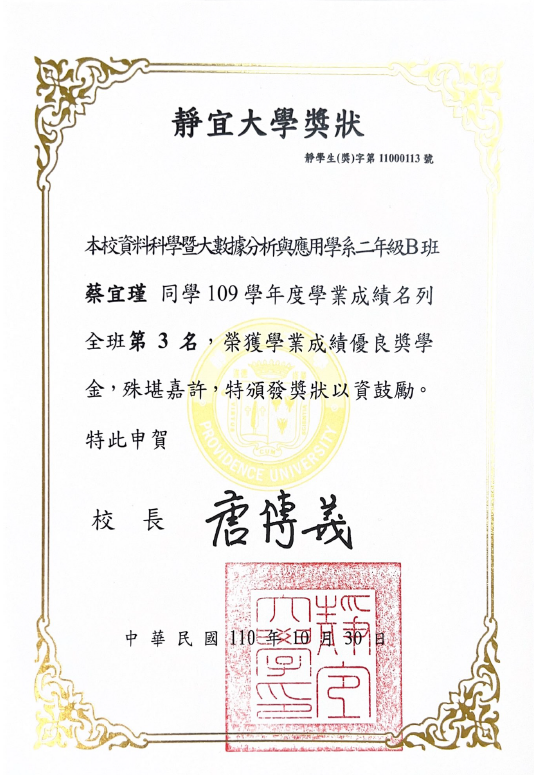 靜宜大學獎狀
靜學生(獎)字第 11000113 號
本校資料科學暨大數據分析與應用學系二年級B班
蔡宜瑾 同學 109 學年度學業成績名列
全班第 3 名，榮獲學業成績優良獎學
金，殊堪嘉許，特頒發獎狀以資鼓勵。
特此申賀
PROVIDENCE UNIVERSITY
校 長 唐傳義
中 華 民 國 110 年 10 月 30 日
靜宜大學印